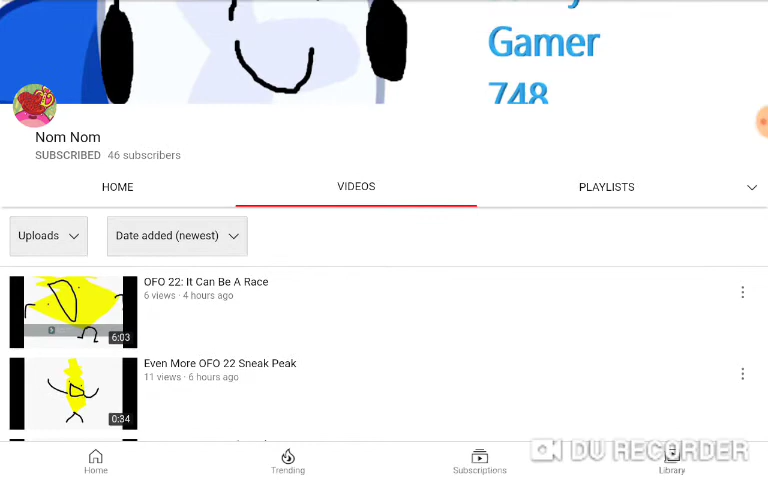 Gamer
748
Nom Nom
SUBSCRIBED 46 subscribers
HOME VIDEOS PLAYLISTS
Uploads Date added (newest)
OFO 22: It Can Be A Race
6 views · 4 hours ago
6:03
Even More OFO 22 Sneak Peak
11 views · 6 hours ago
0:34
DU RECORDER
Home Trending Subscriptions Library